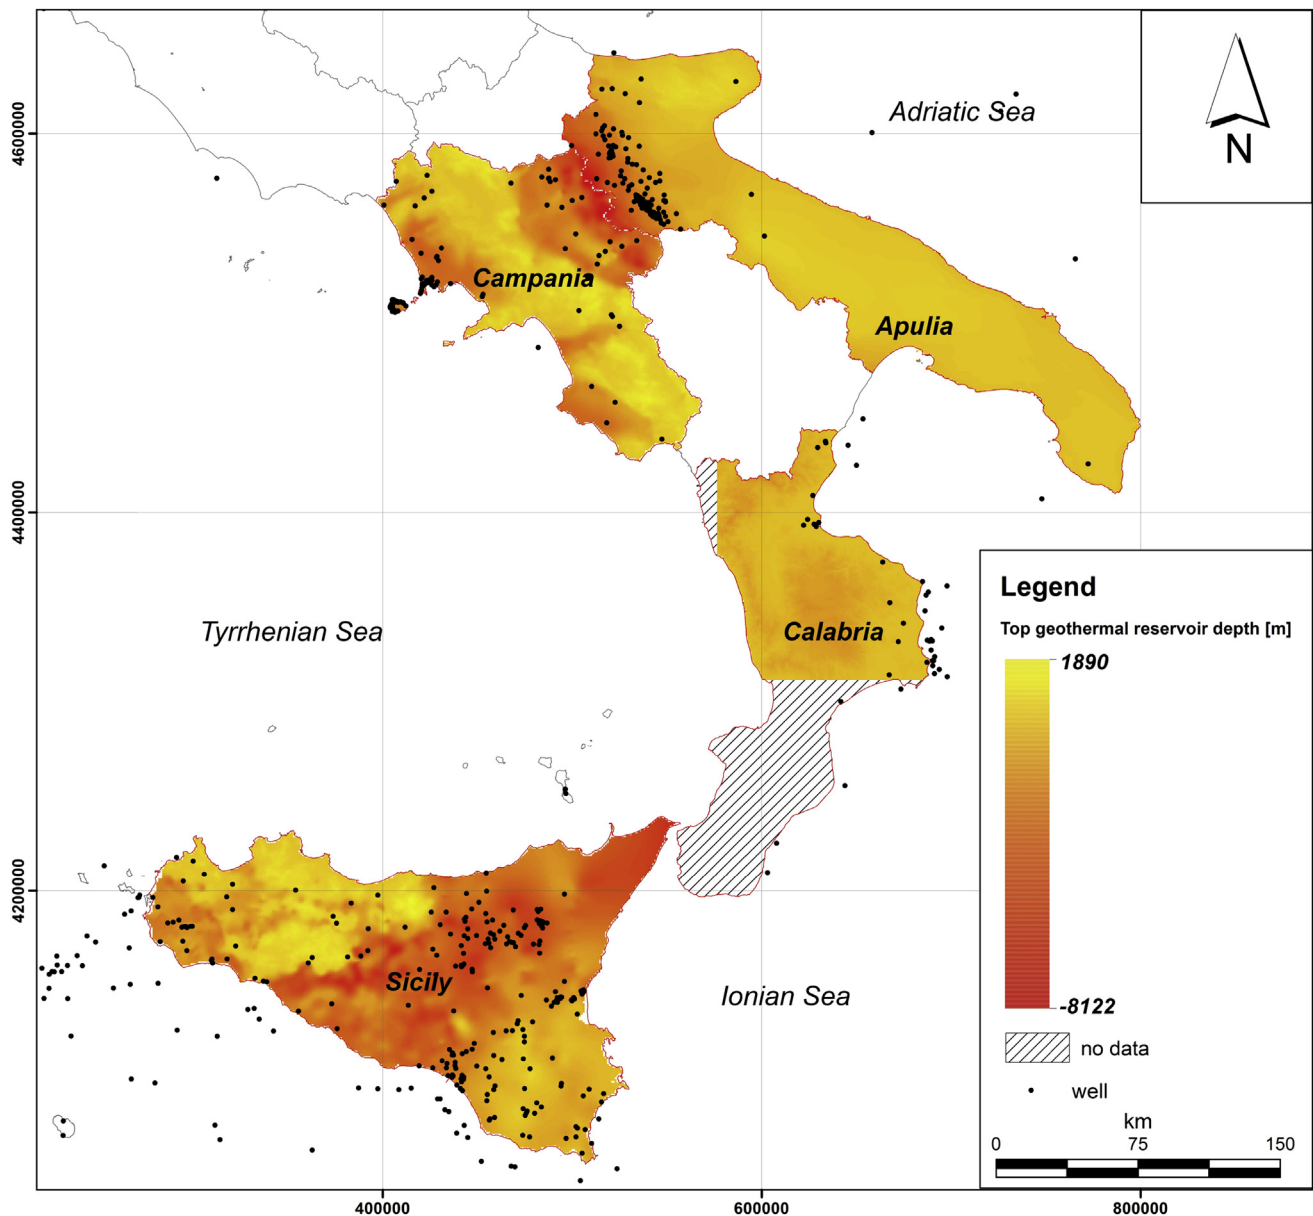 Adriatic Sea
N
4600000
Campania
Apulia
4400000
Legend
Tyrrhenian Sea
Calabria
Top geothermal reservoir depth [m]
1890
4200000
Sicily
Ionian Sea
-8122
no data
well
km
0 75 150
400000 600000 800000